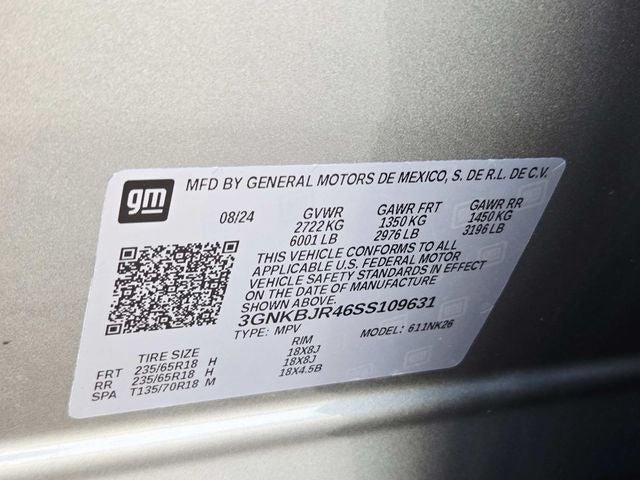 gm
MFD BY GENERAL MOTORS DE MEXICO, S. DE R.L. DE C.V.
08/24 GVWR GAWR FRT GAWR RR
2722 KG 1350 KG 1450 KG
6001 LB 2976 LB 3196 LB
THIS VEHICLE CONFORMS TO ALL
APPLICABLE U.S. FEDERAL MOTOR
VEHICLE SAFETY STANDARDS IN EFFECT
ON THE DATE OF MANUFACTURE
SHOWN ABOVE.
3GNKBJR46SS109631
TYPE: MPV MODEL: 611NK26
TIRE SIZE RIM
FRT 235/65R18 H 18X8J
RR 235/65R18 H 18X8J
SPA T135/70R18 M 18X4.5B